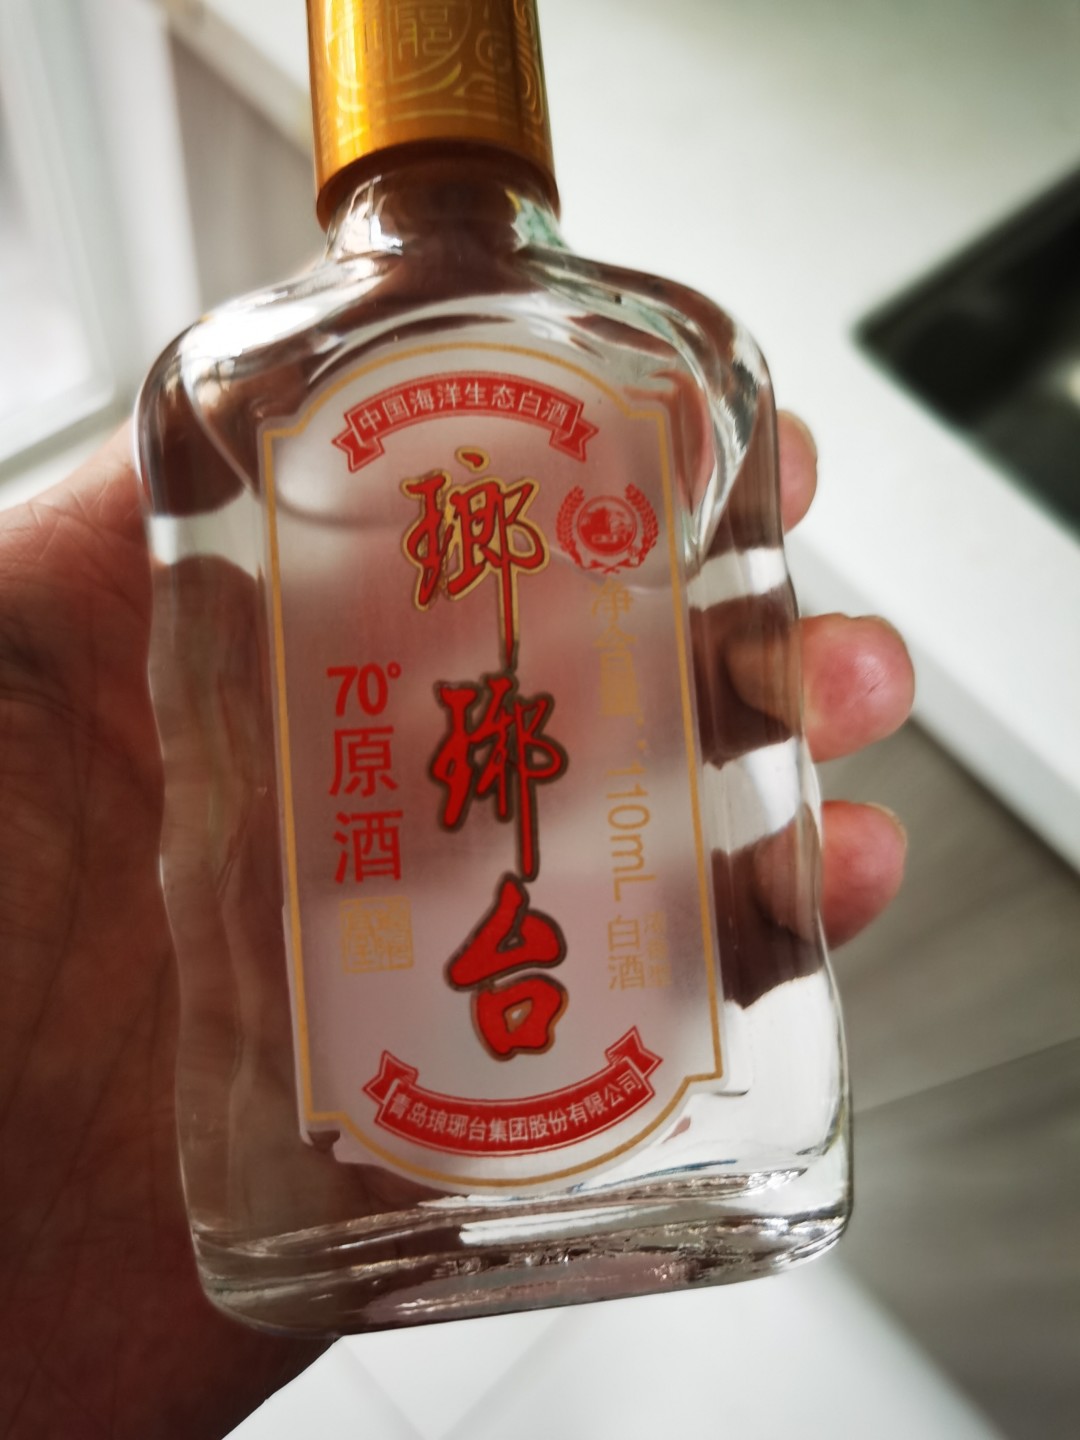 中国海洋生态白酒
瑯琊台
70°
原酒
净含量：110mL
白酒
青岛琅琊台集团股份有限公司